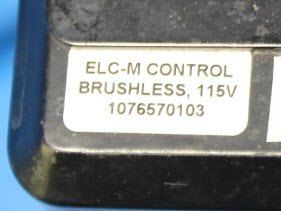 ELC-M CONTROL
BRUSHLESS, 115V
1076570103